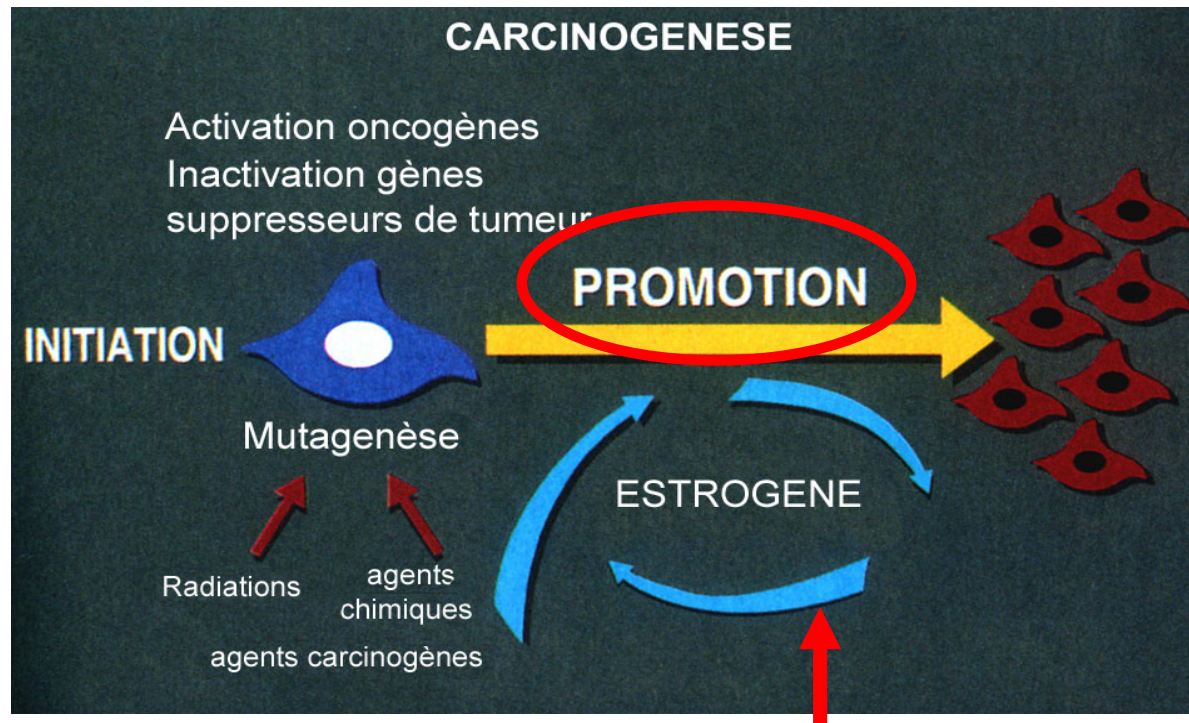 CARCINOGENESE
Activation oncogènes
Inactivation gènes
suppresseurs de tumeur
PROMOTION
INITIATION
Mutagenèse
ESTROGENE
Radiations
agents
chimiques
agents carcinogènes